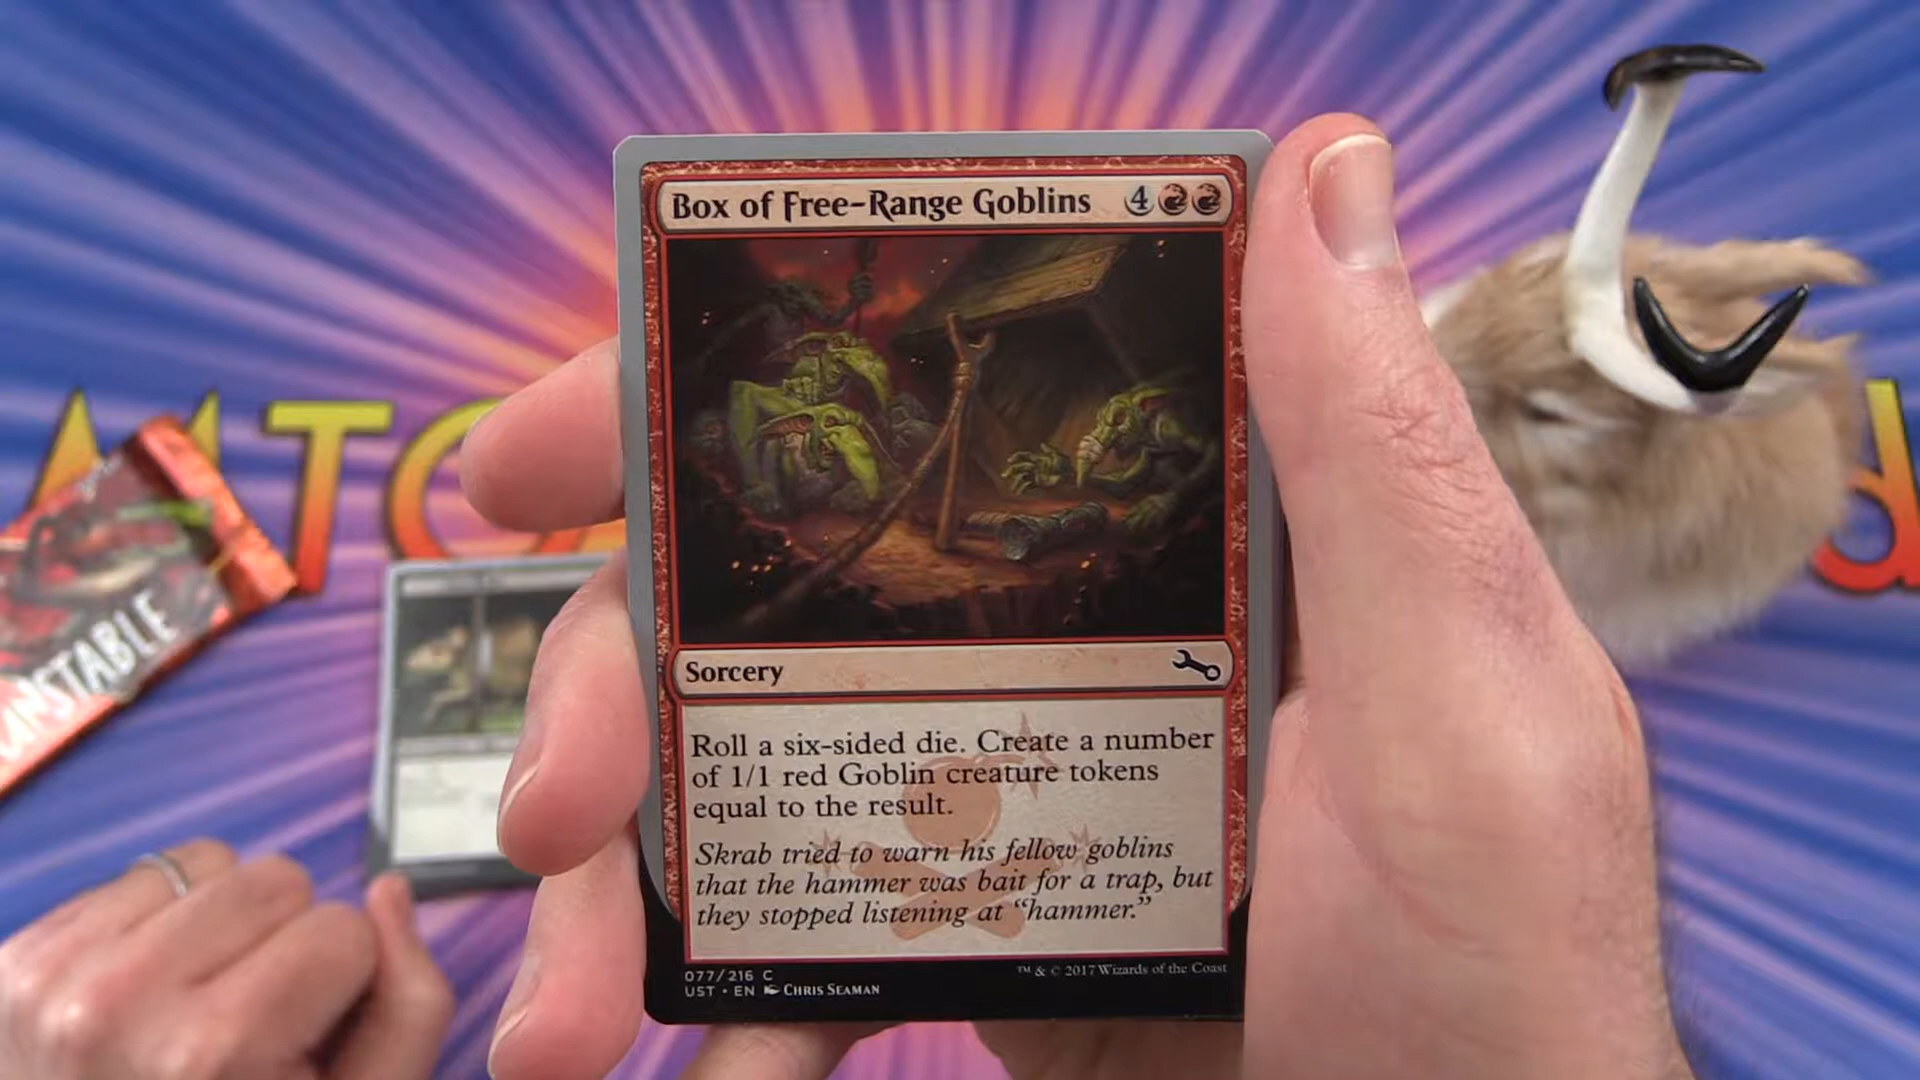 Box of Free-Range Goblins 4
Sorcery
Roll a six-sided die. Create a number
of 1/1 red Goblin creature tokens
equal to the result.
Skrab tried to warn his fellow goblins
that the hammer was bait for a trap, but
they stopped listening at “hammer.”
077/216 C
UST • EN Chris Seaman
™ & © 2017 Wizards of the Coast
UNSTABLE
MTG
d